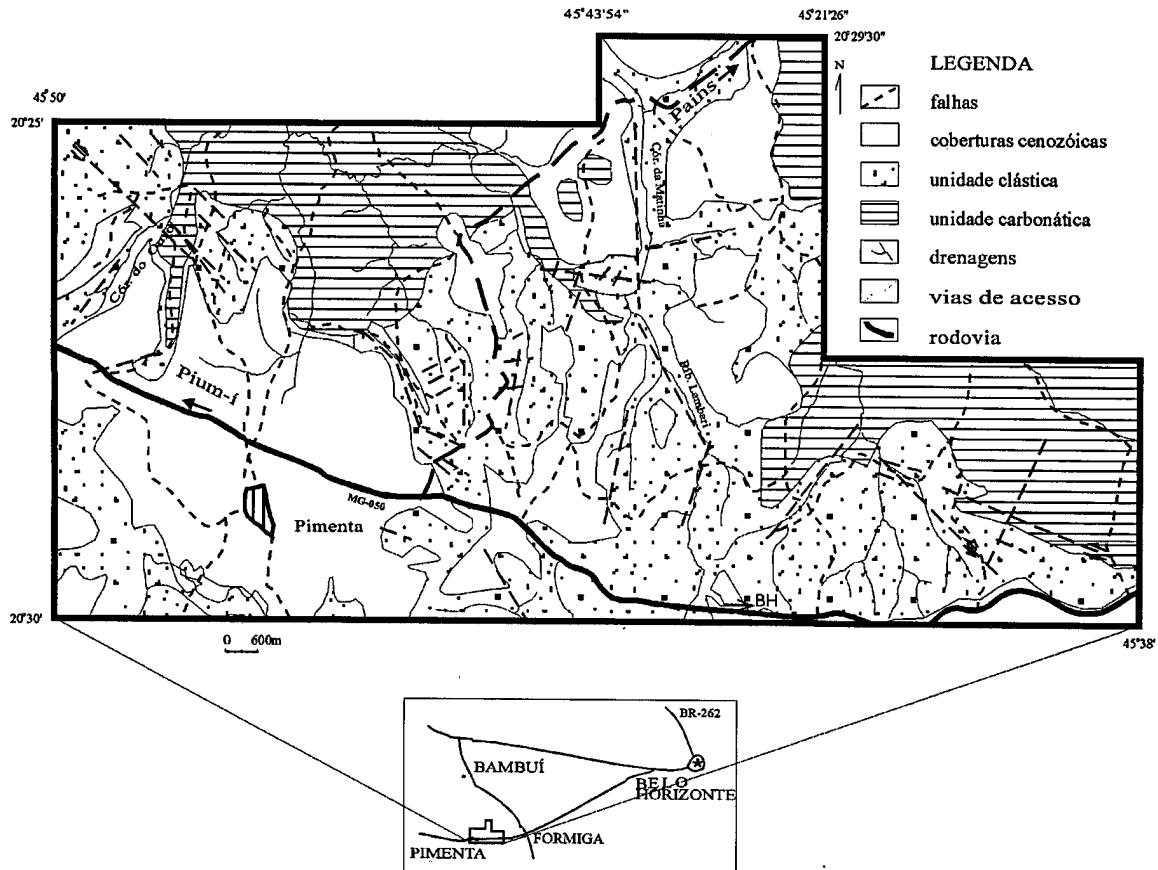 45°43'54"
45°21'26"
20°29'30"
N
LEGENDA
falhas
coberturas cenozóicas
unidade clástica
unidade carbonática
drenagens
vias de acesso
rodovia
45°50'
20°25'
Pains
Cór. da Matinha
Cór. do
Rib. Lambari
Pium-í
MG-050
Pimenta
BH
20°30'
0 600m
45°38'
BR-262
BAMBUÍ
BELO
HORIZONTE
FORMIGA
PIMENTA